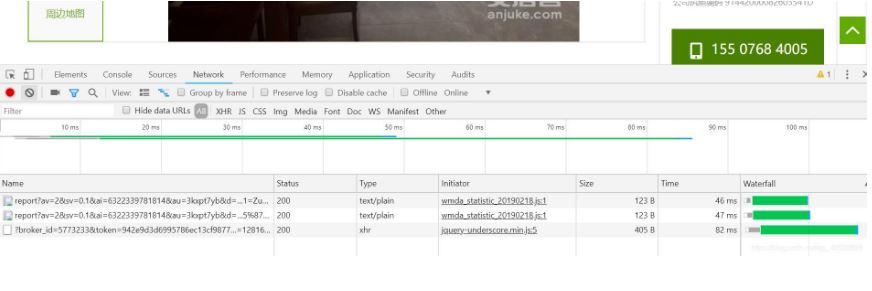 周边地图
anjuke.com
155 0768 4005
Elements Console Sources Network Performance Memory Application Security Audits 1
View: Group by frame Preserve log Disable cache Offline Online
Filter Hide data URLs All XHR JS CSS Img Media Font Doc WS Manifest Other
10 ms 20 ms 30 ms 40 ms 50 ms 60 ms 70 ms 80 ms 90 ms 100 ms
Name Status Type Initiator Size Time Waterfall
report?av=2&sv=0.1&ai=6322339781814&au=3kxpt7yb&d=...1=Zu... 200 text/plain wmda_statistic_20190218.js:1 123 B 46 ms
report?av=2&sv=0.1&ai=6322339781814&au=3kxpt7yb&d=...5%87... 200 text/plain wmda_statistic_20190218.js:1 123 B 47 ms
?broker_id=5773233&token=942e9d3d6995786ec13cf9877...=12816... 200 xhr jquery-underscore.min.js:5 405 B 82 ms